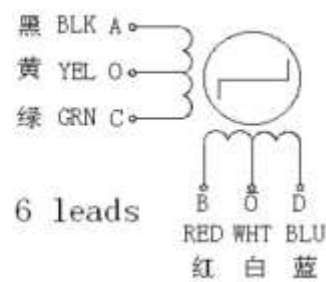 黑 BLK A
黄 YEL O
绿 GRN C
6 leads
B O D
RED WHT BLU
红 白 蓝